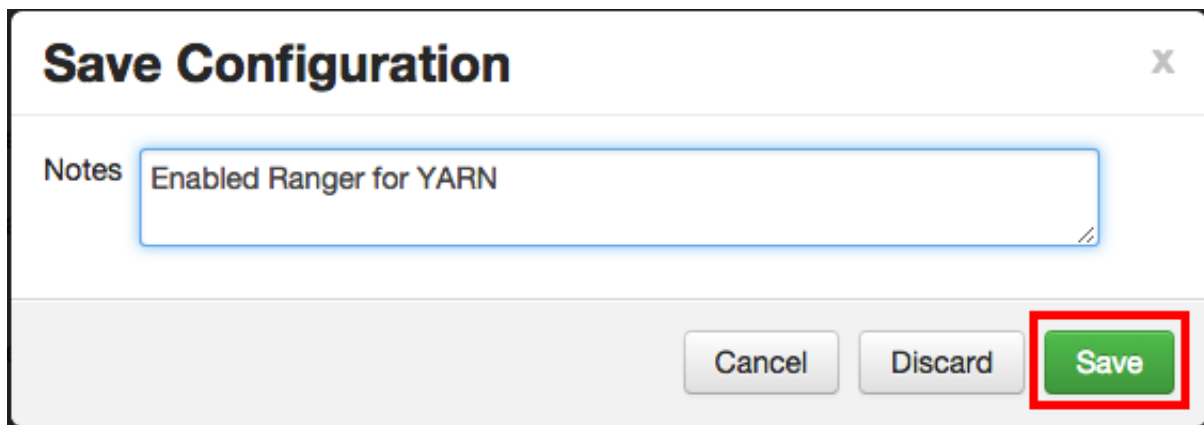 Save Configuration
x
Notes
Enabled Ranger for YARN
Cancel
Discard
Save